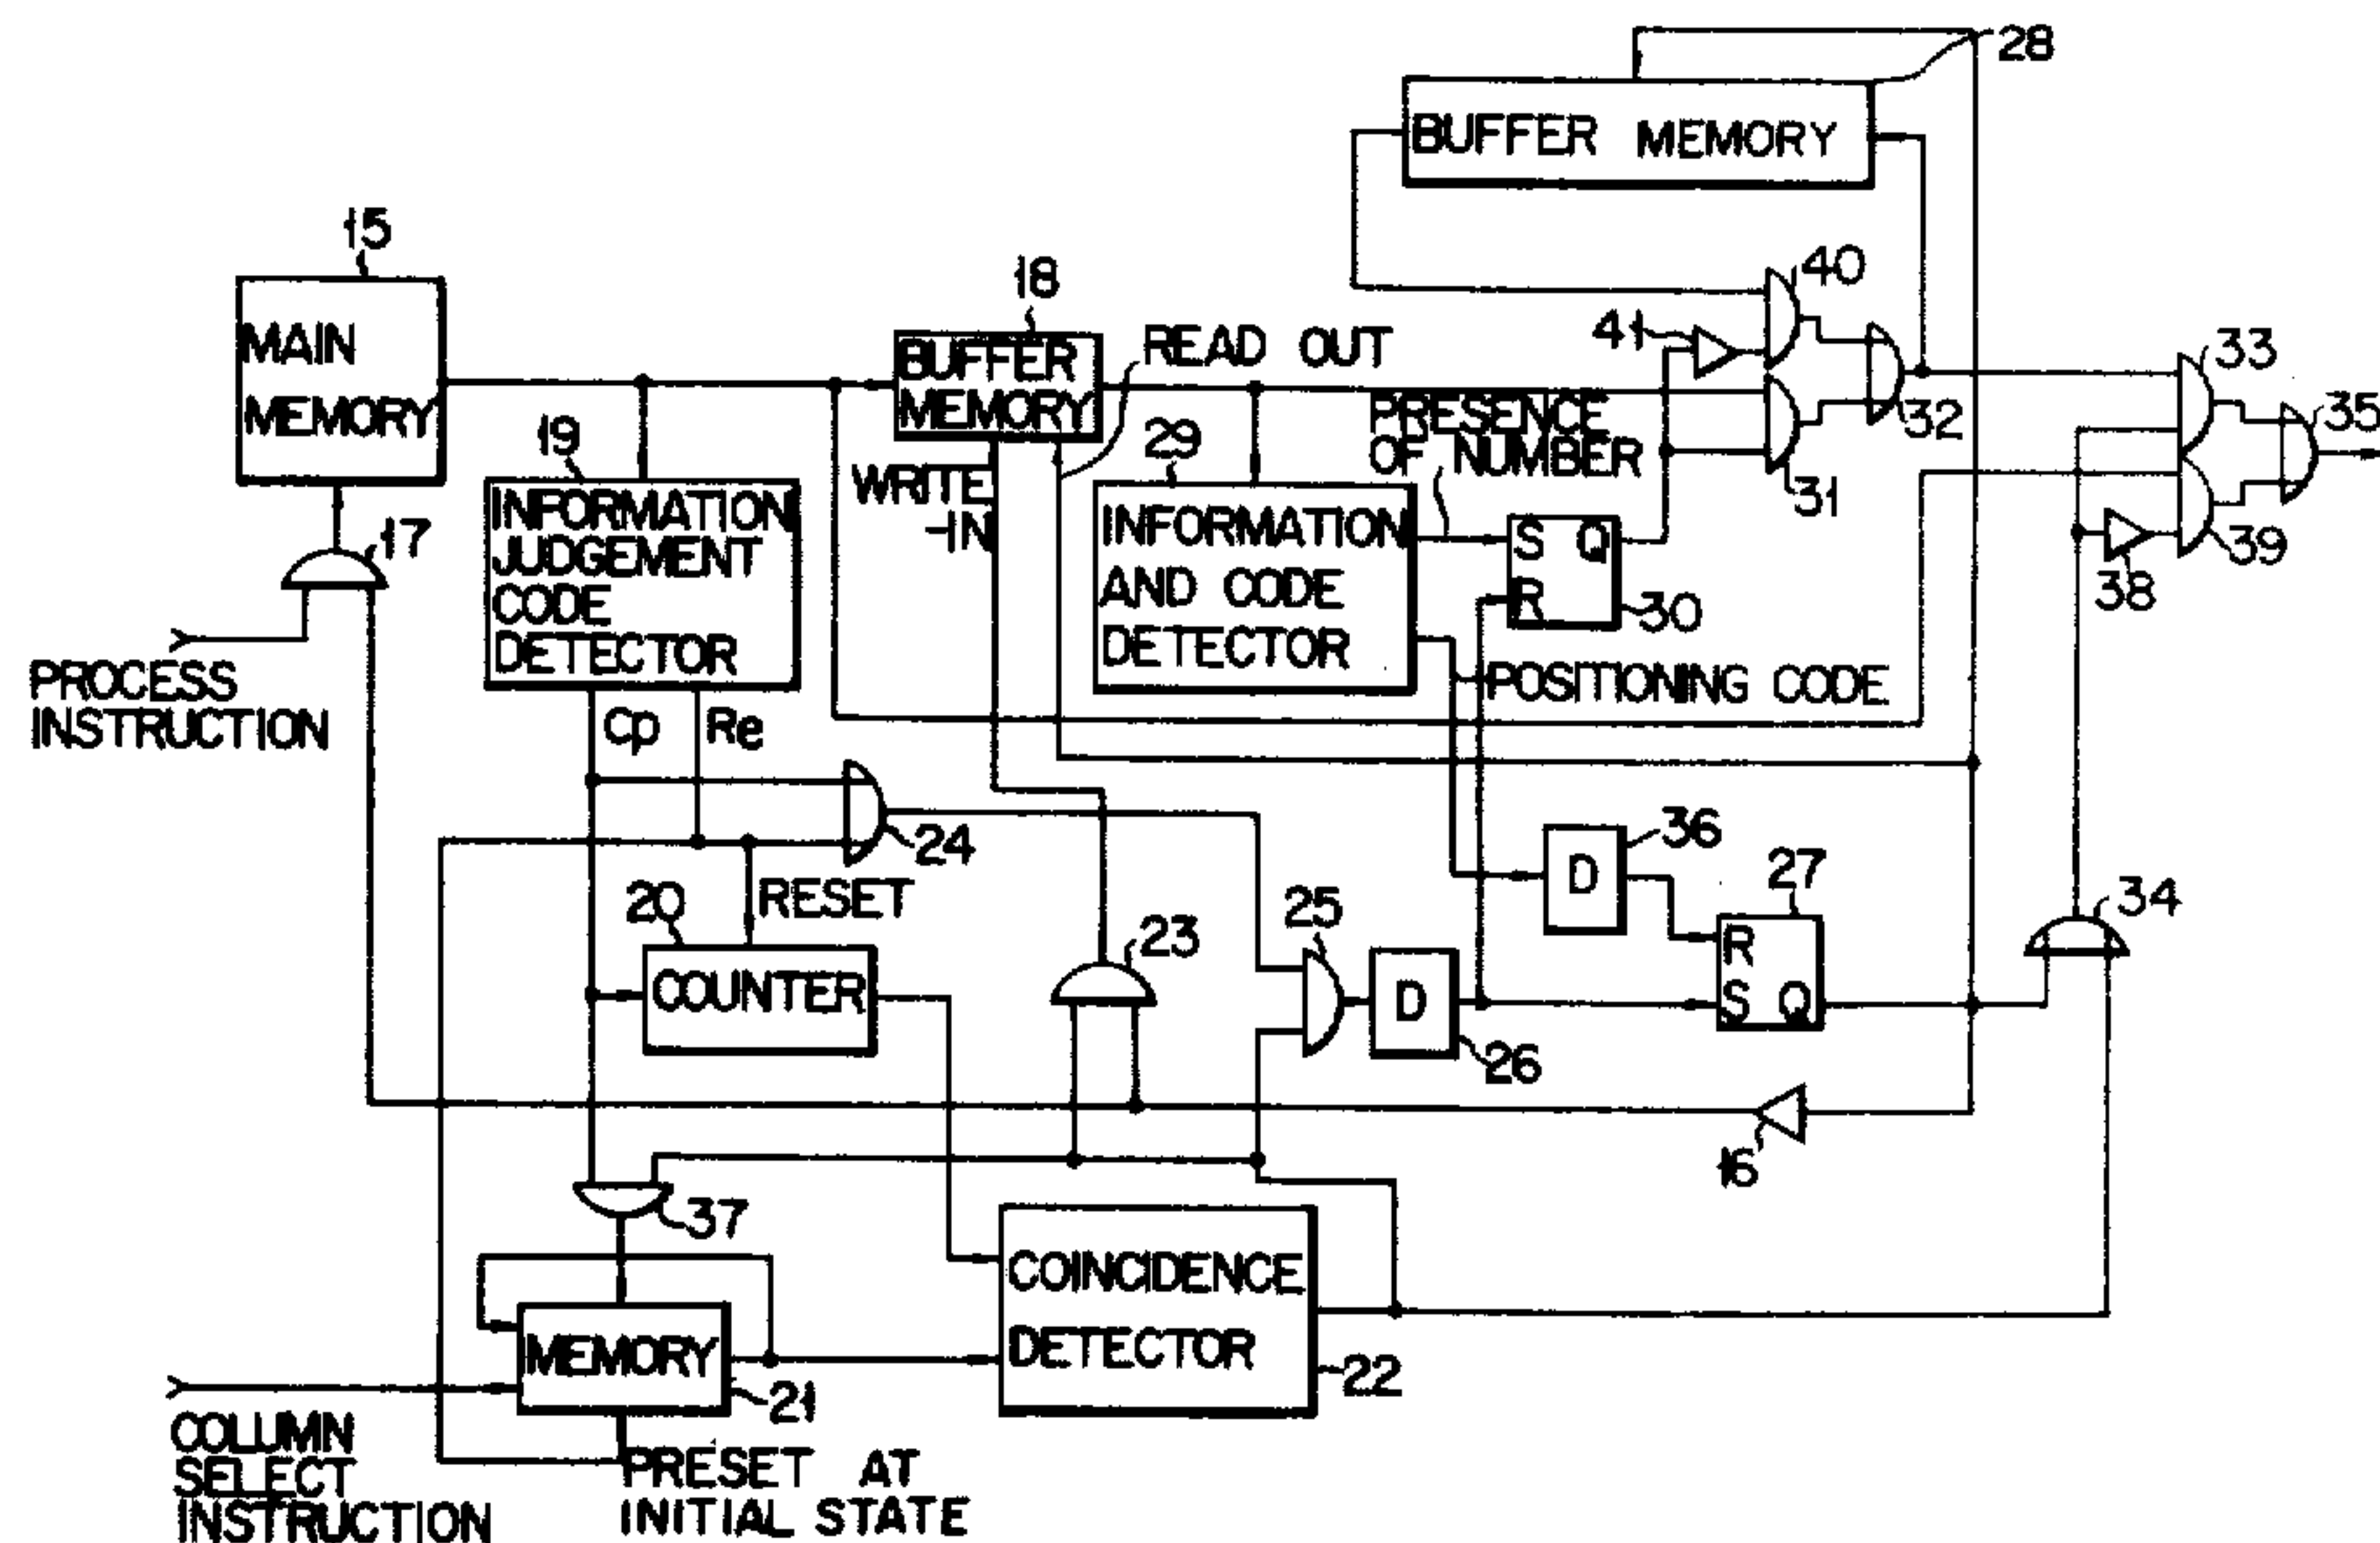 28
BUFFER MEMORY
15
MAIN
MEMORY
18
BUFFER
MEMORY
READ OUT
40
41
32
31
33
35
39
38
PRESENCE
OF NUMBER
19
INFORMATION
JUDGEMENT
CODE
DETECTOR
WRITE
-IN
29
INFORMATION
AND CODE
DETECTOR
S Q
R
30
17
PROCESS
INSTRUCTION
Cp Re
POSITIONING CODE
24
36
D
27
R
S Q
34
20
RESET
COUNTER
23
25
D
26
16
37
MEMORY
21
COINCIDENCE
DETECTOR
22
COLUMN
SELECT
INSTRUCTION
PRESET AT
INITIAL STATE